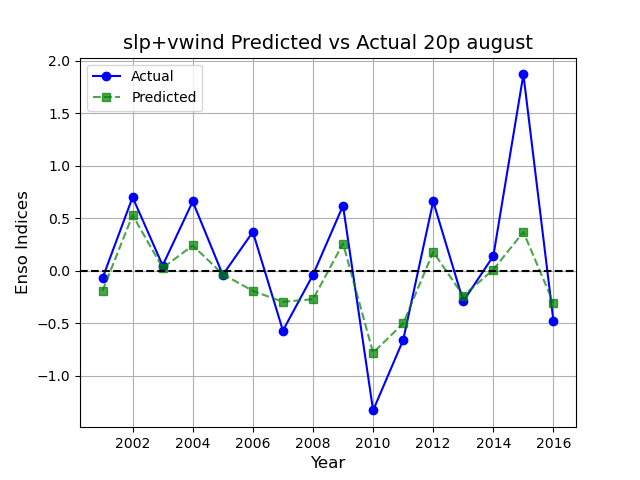 slp+vwind Predicted vs Actual 20p august
Actual
Predicted
Enso Indices
2.0
1.5
1.0
0.5
0.0
−0.5
−1.0
2002 2004 2006 2008 2010 2012 2014 2016
Year